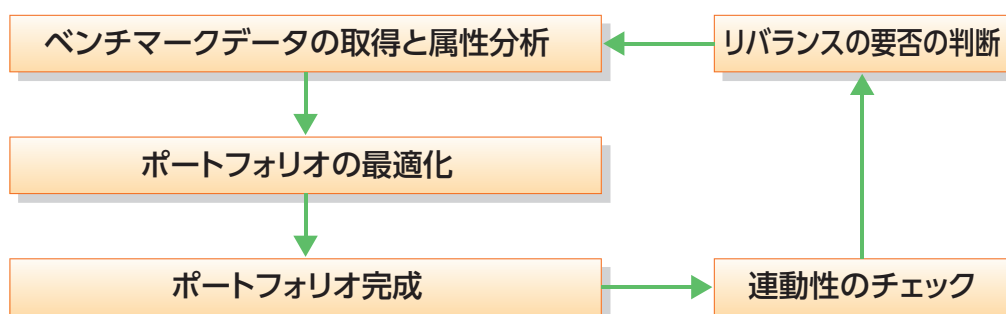 ベンチマークデータの取得と属性分析
リバランスの要否の判断
ポートフォリオの最適化
ポートフォリオ完成
連動性のチェック